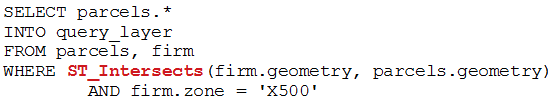 SELECT parcels.*
INTO query_layer
FROM parcels, firm
WHERE ST_Intersects(firm.geometry, parcels.geometry)
AND firm.zone = 'X500'